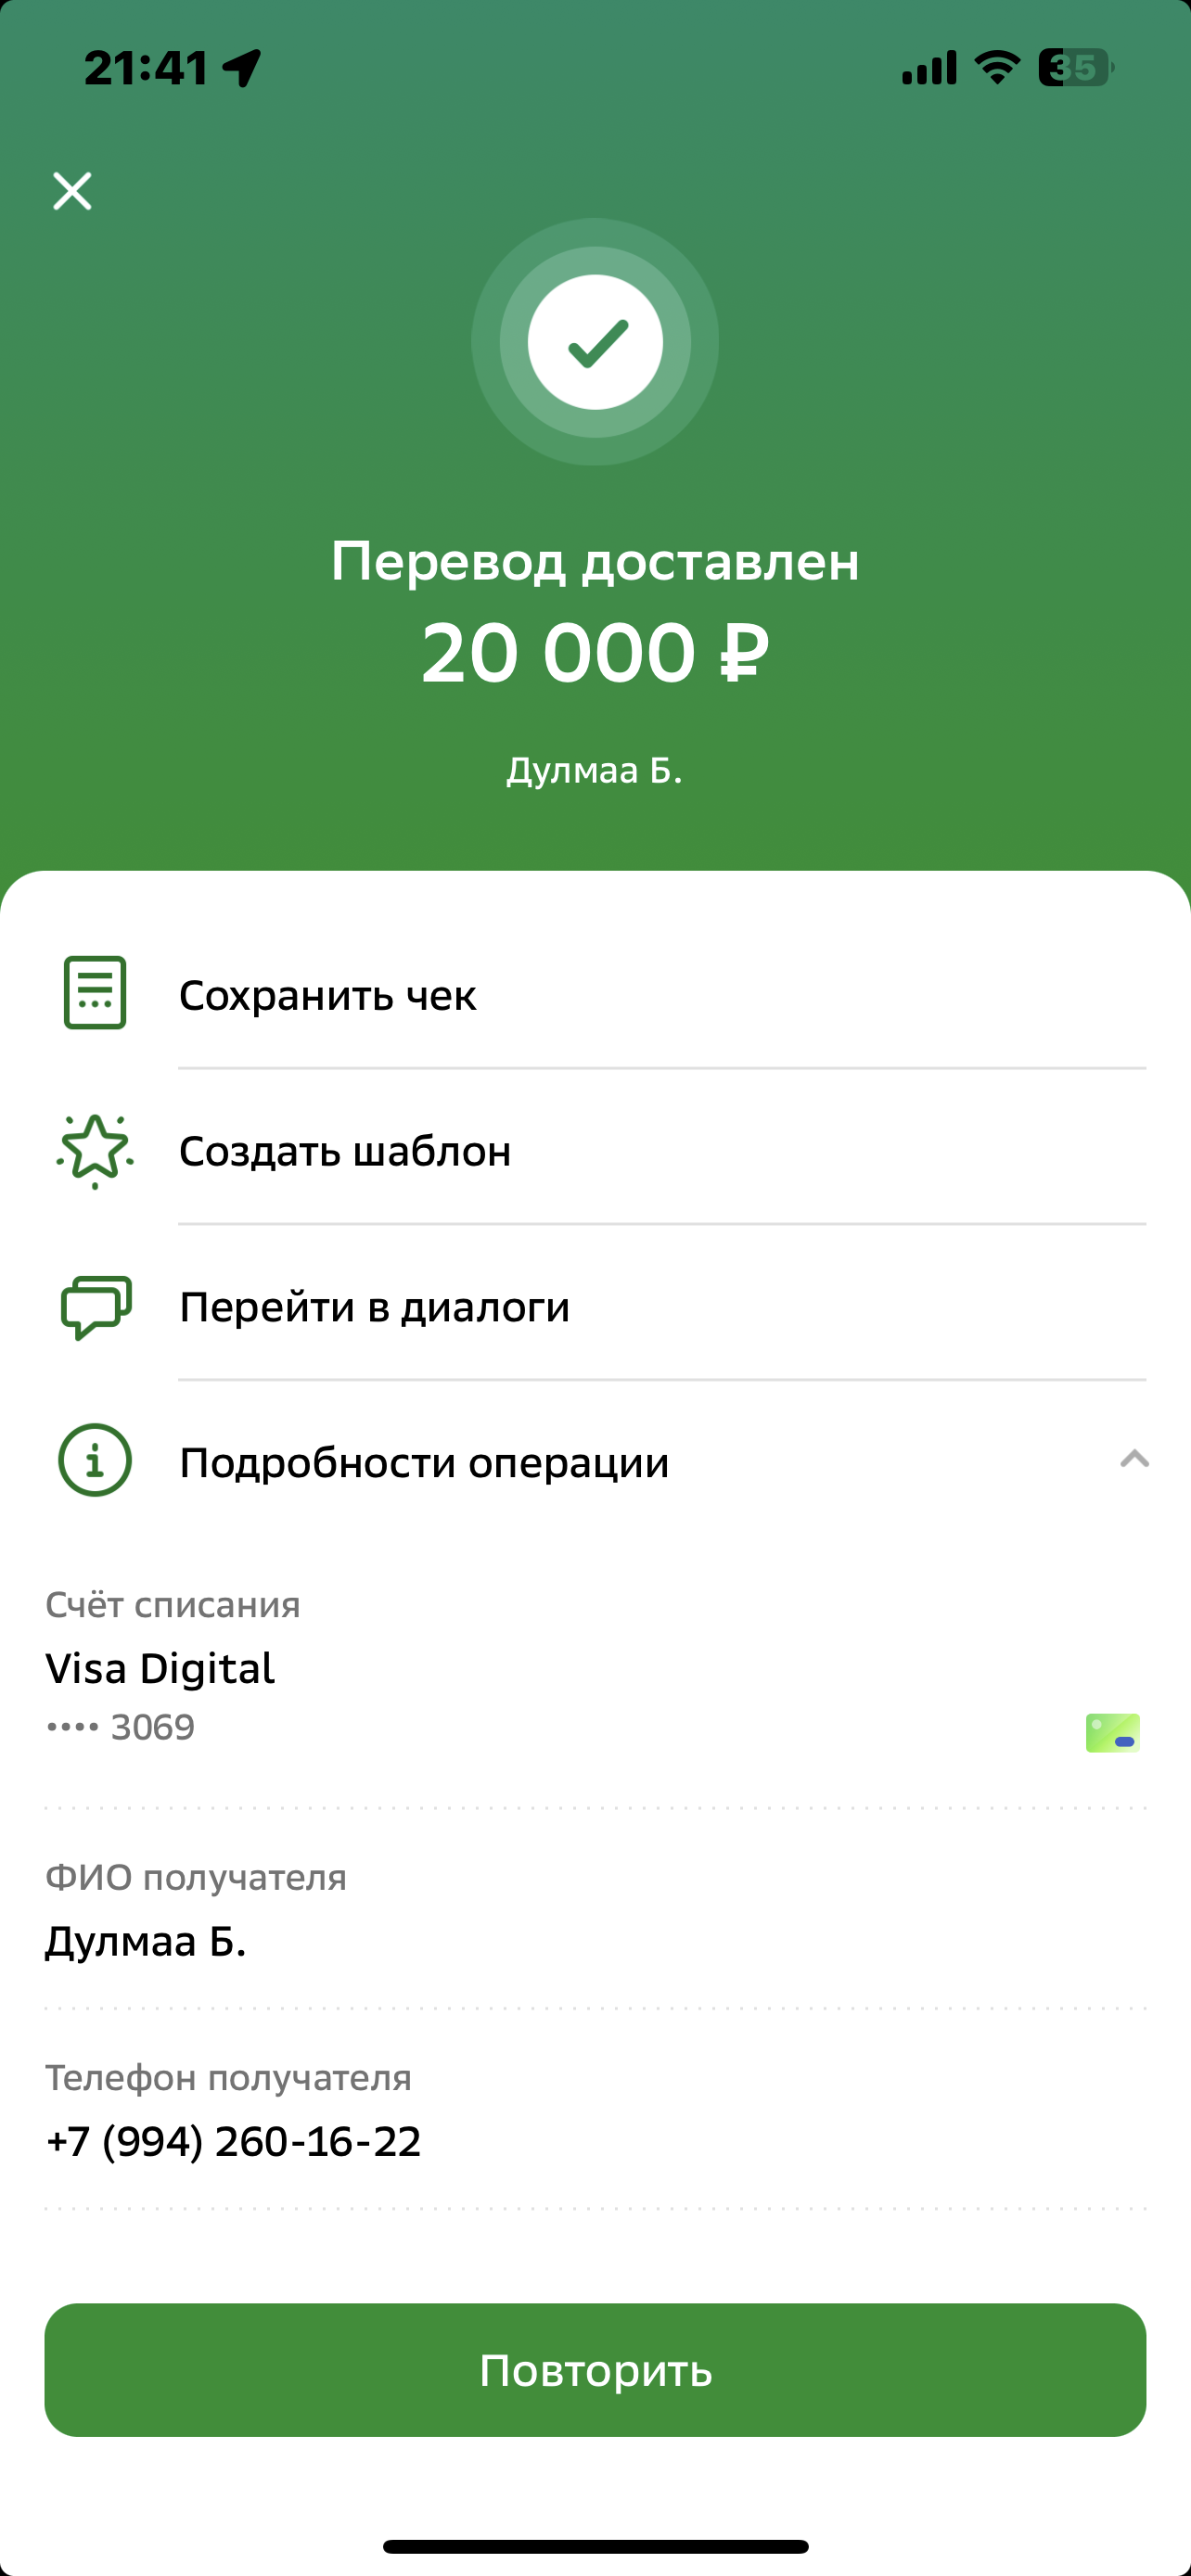 21:41
35
Перевод доставлен
20 000 ₽
Дулмаа Б.
Сохранить чек
Создать шаблон
Перейти в диалоги
Подробности операции
Счёт списания
Visa Digital
•••• 3069
ФИО получателя
Дулмаа Б.
Телефон получателя
+7 (994) 260-16-22
Повторить